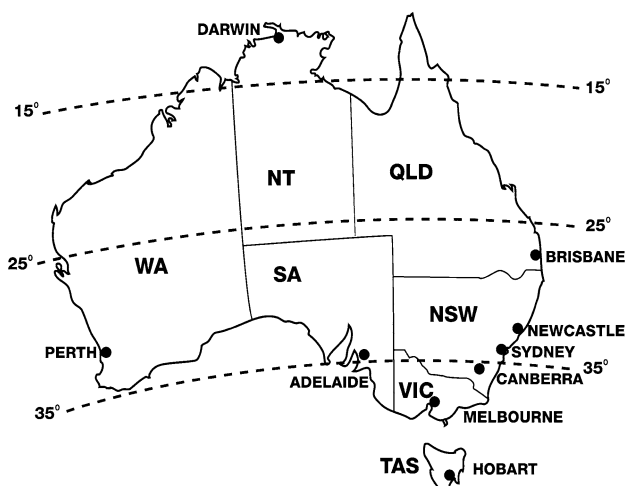 DARWIN
15°
15°
NT
QLD
25°
25°
WA
SA
BRISBANE
NSW
NEWCASTLE
PERTH
SYDNEY
ADELAIDE
CANBERRA
35°
35°
VIC
MELBOURNE
TAS
HOBART